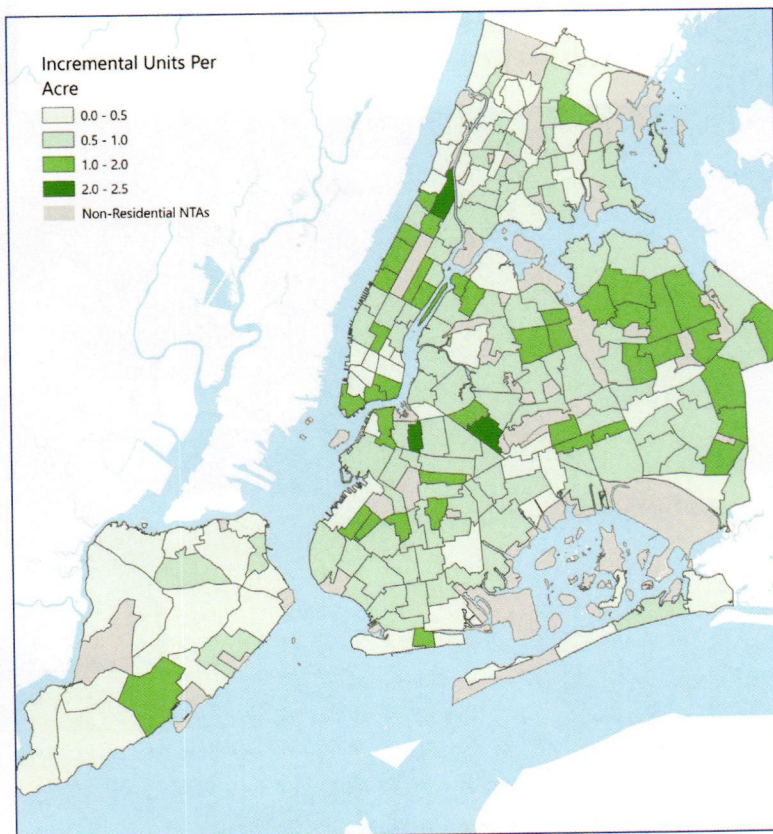 Incremental Units Per
Acre
0.0 - 0.5
0.5 - 1.0
1.0 - 2.0
2.0 - 2.5
Non-Residential NTAs